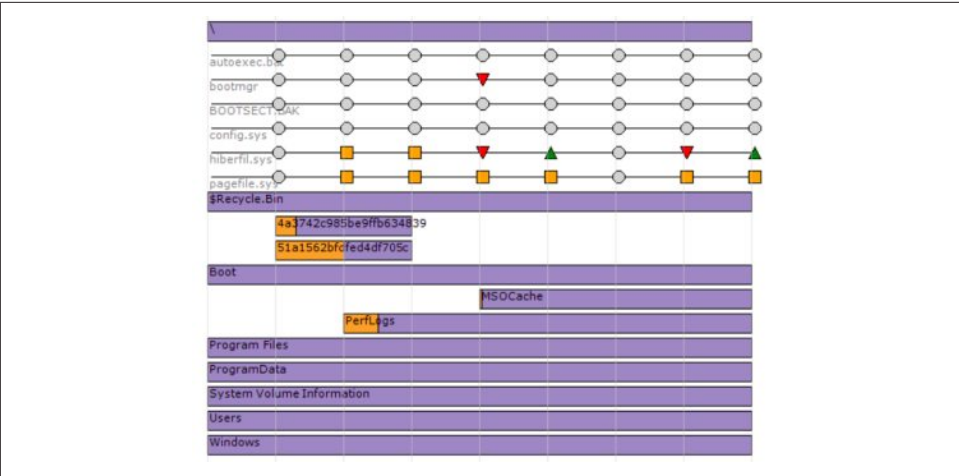 \
autoexec.bak
bootmgr
BOOTSECT.BAK
config.sys
hiberfil.sys
pagefile.sys
$Recycle.Bin
4a3742c985be9ffb634839
51a1562bfcfed4df705c
Boot
MSOCache
PerfLogs
Program Files
ProgramData
System Volume Information
Users
Windows